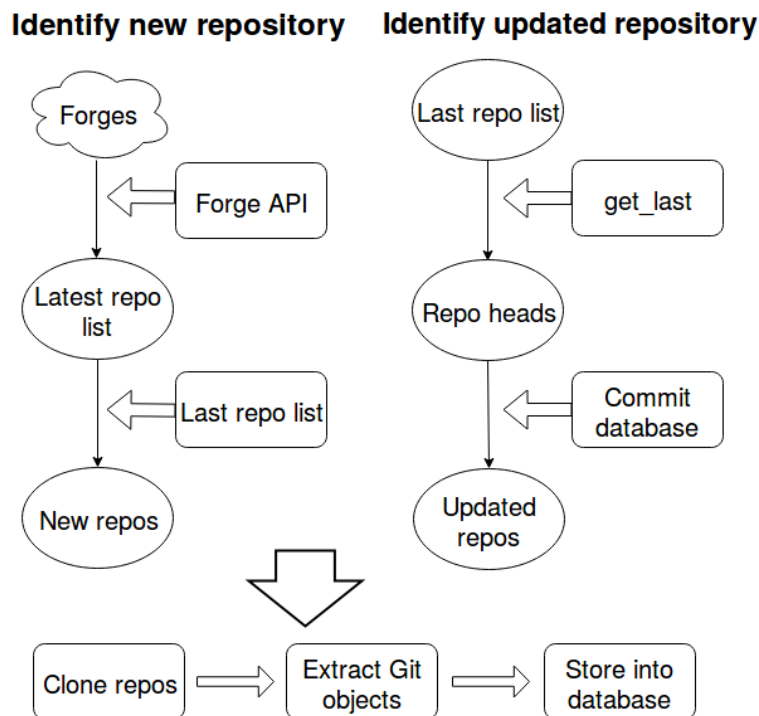 Identify new repository
Identify updated repository
Forges
Forge API
Latest repo
list
Last repo list
New repos
Last repo list
get_last
Repo heads
Commit
database
Updated
repos
Clone repos
Extract Git
objects
Store into
database